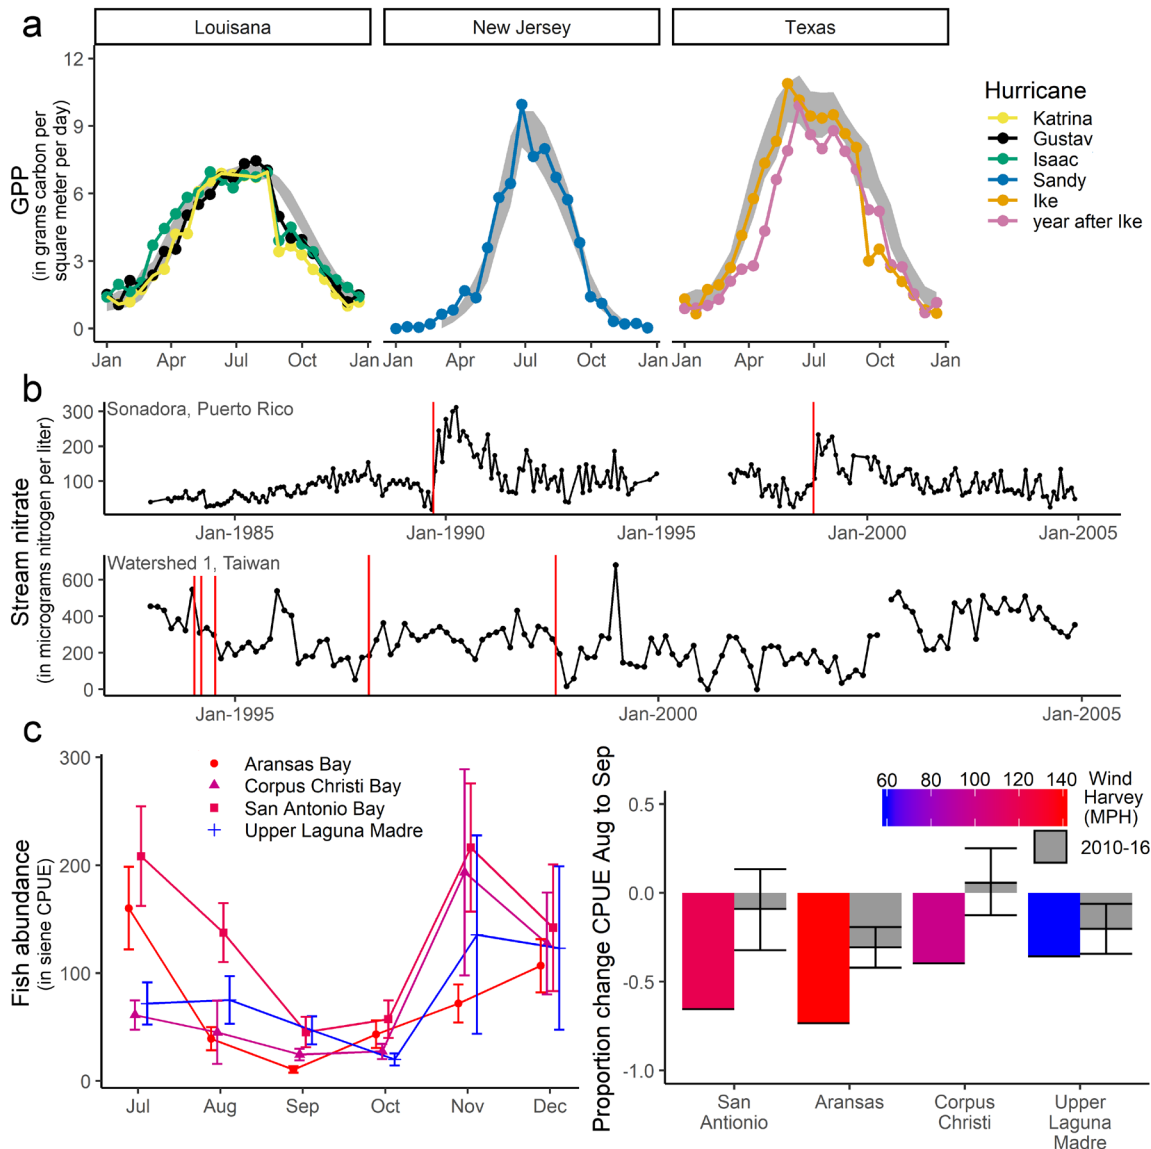 a
Louisana
New Jersey
Texas
GPP
(in grams carbon per
square meter per day)
12
9
6
3
0
Jan
Apr
Jul
Oct
Jan
Jan
Apr
Jul
Oct
Jan
Jan
Apr
Jul
Oct
Jan
Hurricane
Katrina
Gustav
Isaac
Sandy
Ike
year after Ike
b
Stream nitrate
(in micrograms nitrogen per liter)
Sonadora, Puerto Rico
300
200
100
Jan-1985
Jan-1990
Jan-1995
Jan-2000
Jan-2005
Watershed 1, Taiwan
600
400
200
0
Jan-1995
Jan-2000
Jan-2005
c
Fish abundance
(in siene CPUE)
300
200
100
0
Aransas Bay
Corpus Christi Bay
San Antonio Bay
Upper Laguna Madre
Jul
Aug
Sep
Oct
Nov
Dec
Proportion change CPUE Aug to Sep
0.5
0.0
-0.5
-1.0
60 80 100 120 140
Wind
Harvey
(MPH)
2010-16
San
Antonio
Aransas
Corpus
Christi
Upper
Laguna
Madre